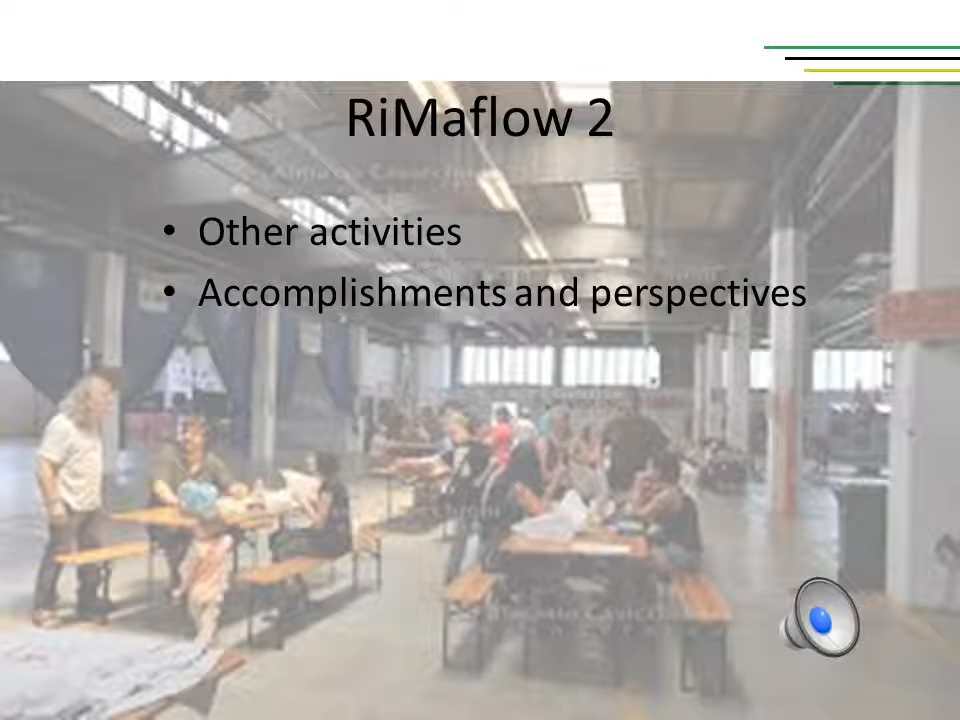 RiMaflow 2
• Other activities
• Accomplishments and perspectives